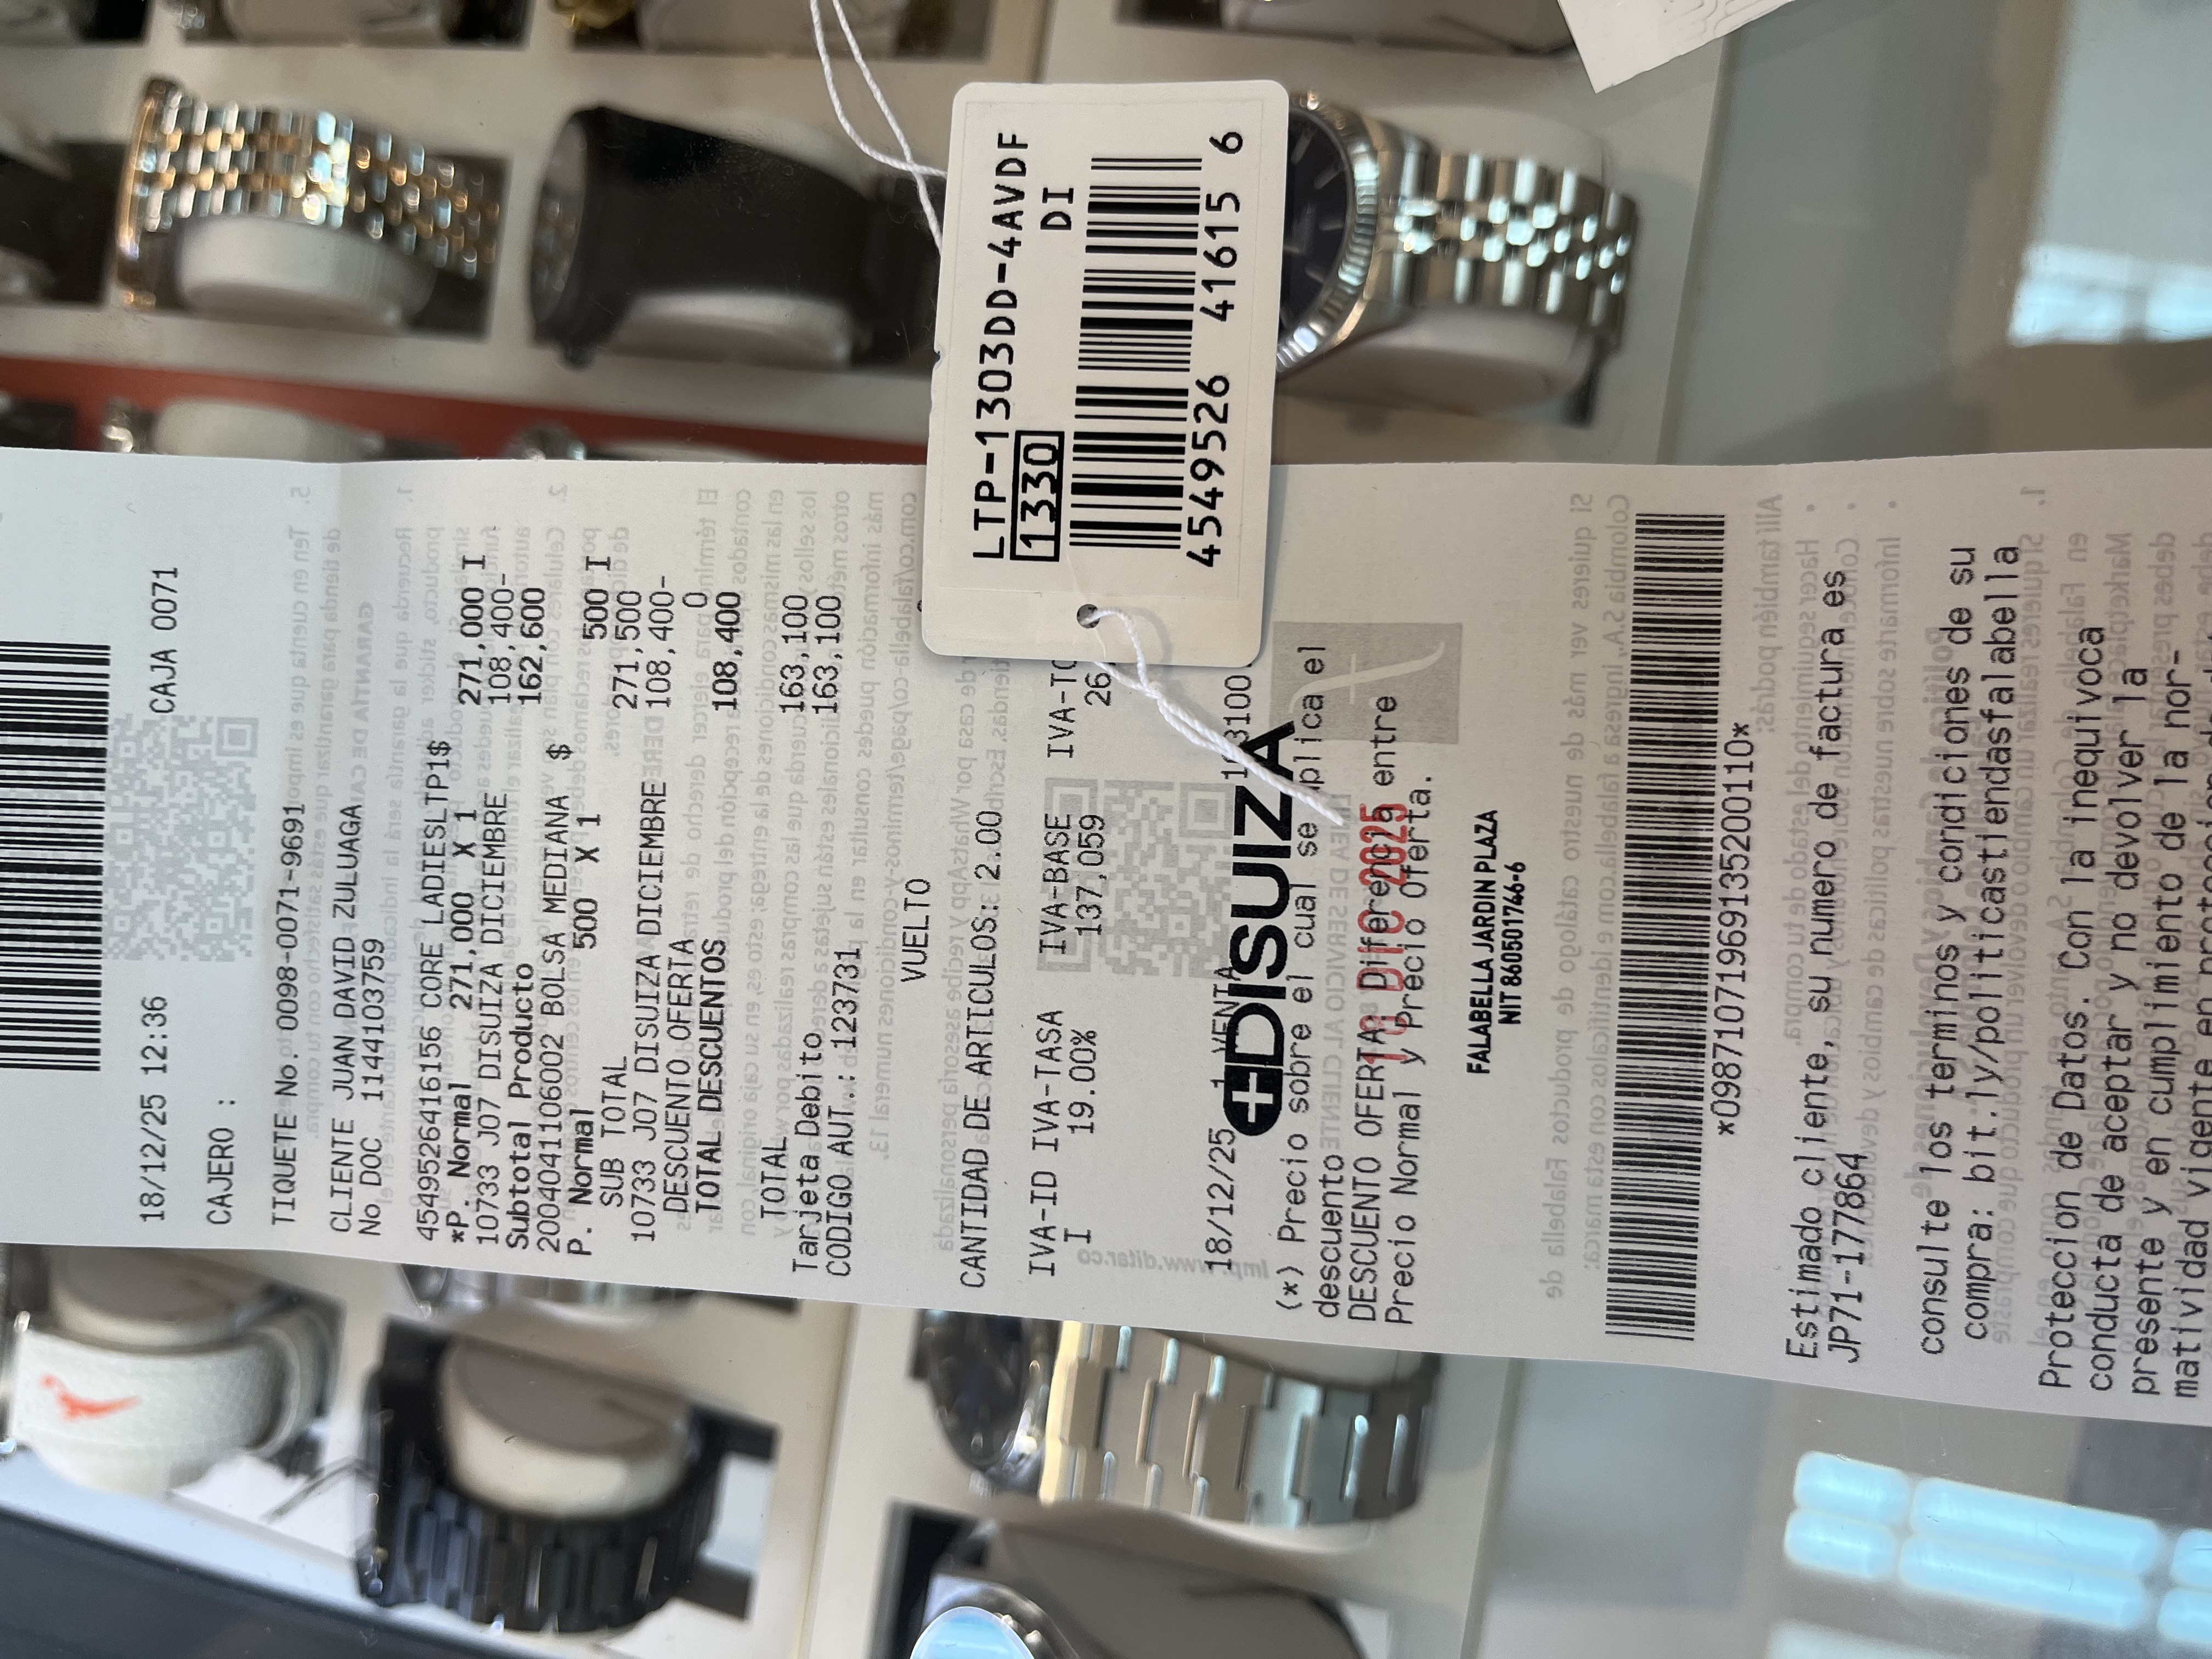 18/12/25 12:36 CAJA 0071
CAJERO :
TIQUETE No. 0098-0071-9691
CLIENTE JUAN DAVID ZULUAGA
No.DOC 1144103759
4549526416156 CORE LADIESLTP1$
*P. Normal 271,000 X 1 271,000 I
10733 J07 DISUIZA DICIEMBRE 108,400-
Subtotal Producto 162,600
2004041106002 BOLSA MEDIANA $
P. Normal 500 X 1 500 I
SUB TOTAL 271,500
10733 J07 DISUIZA DICIEMBRE 108,400-
DESCUENTO OFERTA 0
TOTAL DESCUENTOS 108,400
TOTAL 163,100
Tarjeta Debito 163,100
CODIGO AUT.: 123731
VUELTO
CANTIDAD DE ARTICULOS: 2.00
IVA-ID IVA-TASA IVA-BASE
I 19.00% 137,059
18/12/25 VENTA
DISUIZA
(*) Precio sobre el cual se aplica el
descuento
DESCUENTO OFERTA: Diferencia entre
Precio Normal y Precio Oferta.
18 DIC 2025
FALABELLA JARDIN PLAZA
NIT 860501746-6
*09871071969135200110*
Estimado cliente, su numero de factura es
JP71-177864
consulte los terminos y condiciones de su
compra: bit.ly/politicastiendasfalabella
Proteccion de Datos. Con la inequivoca
conducta de aceptar y no devolver la
presente y en cumplimiento de la nor-
matividad vigente en
LTP-1303DD-4AVDF
1330 DI
4549526 41615 6